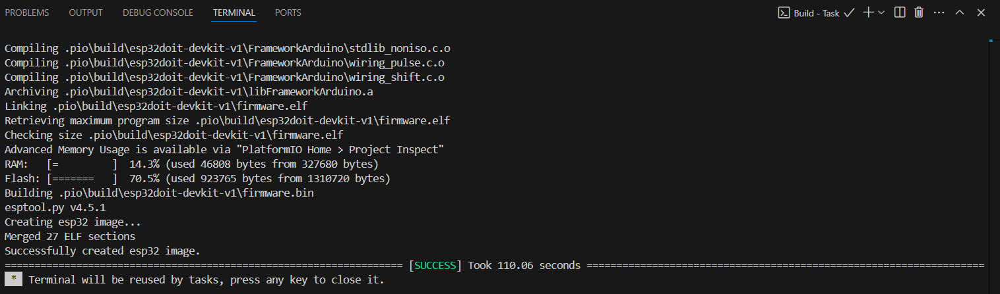 PROBLEMS OUTPUT DEBUG CONSOLE TERMINAL PORTS Build - Task
Compiling .pio\build\esp32doit-devkit-v1\FrameworkArduino\stdlib_noniso.c.o
Compiling .pio\build\esp32doit-devkit-v1\FrameworkArduino\wiring_pulse.c.o
Compiling .pio\build\esp32doit-devkit-v1\FrameworkArduino\wiring_shift.c.o
Archiving .pio\build\esp32doit-devkit-v1\libFrameworkArduino.a
Linking .pio\build\esp32doit-devkit-v1\firmware.elf
Retrieving maximum program size .pio\build\esp32doit-devkit-v1\firmware.elf
Checking size .pio\build\esp32doit-devkit-v1\firmware.elf
Advanced Memory Usage is available via "PlatformIO Home > Project Inspect"
RAM:   [=         ]  14.3% (used 46808 bytes from 327680 bytes)
Flash: [=======   ]  70.5% (used 923765 bytes from 1310720 bytes)
Building .pio\build\esp32doit-devkit-v1\firmware.bin
esptool.py v4.5.1
Creating esp32 image...
Merged 27 ELF sections
Successfully created esp32 image.
=================================================================== [SUCCESS] Took 110.06 seconds ===================================================================
* Terminal will be reused by tasks, press any key to close it.